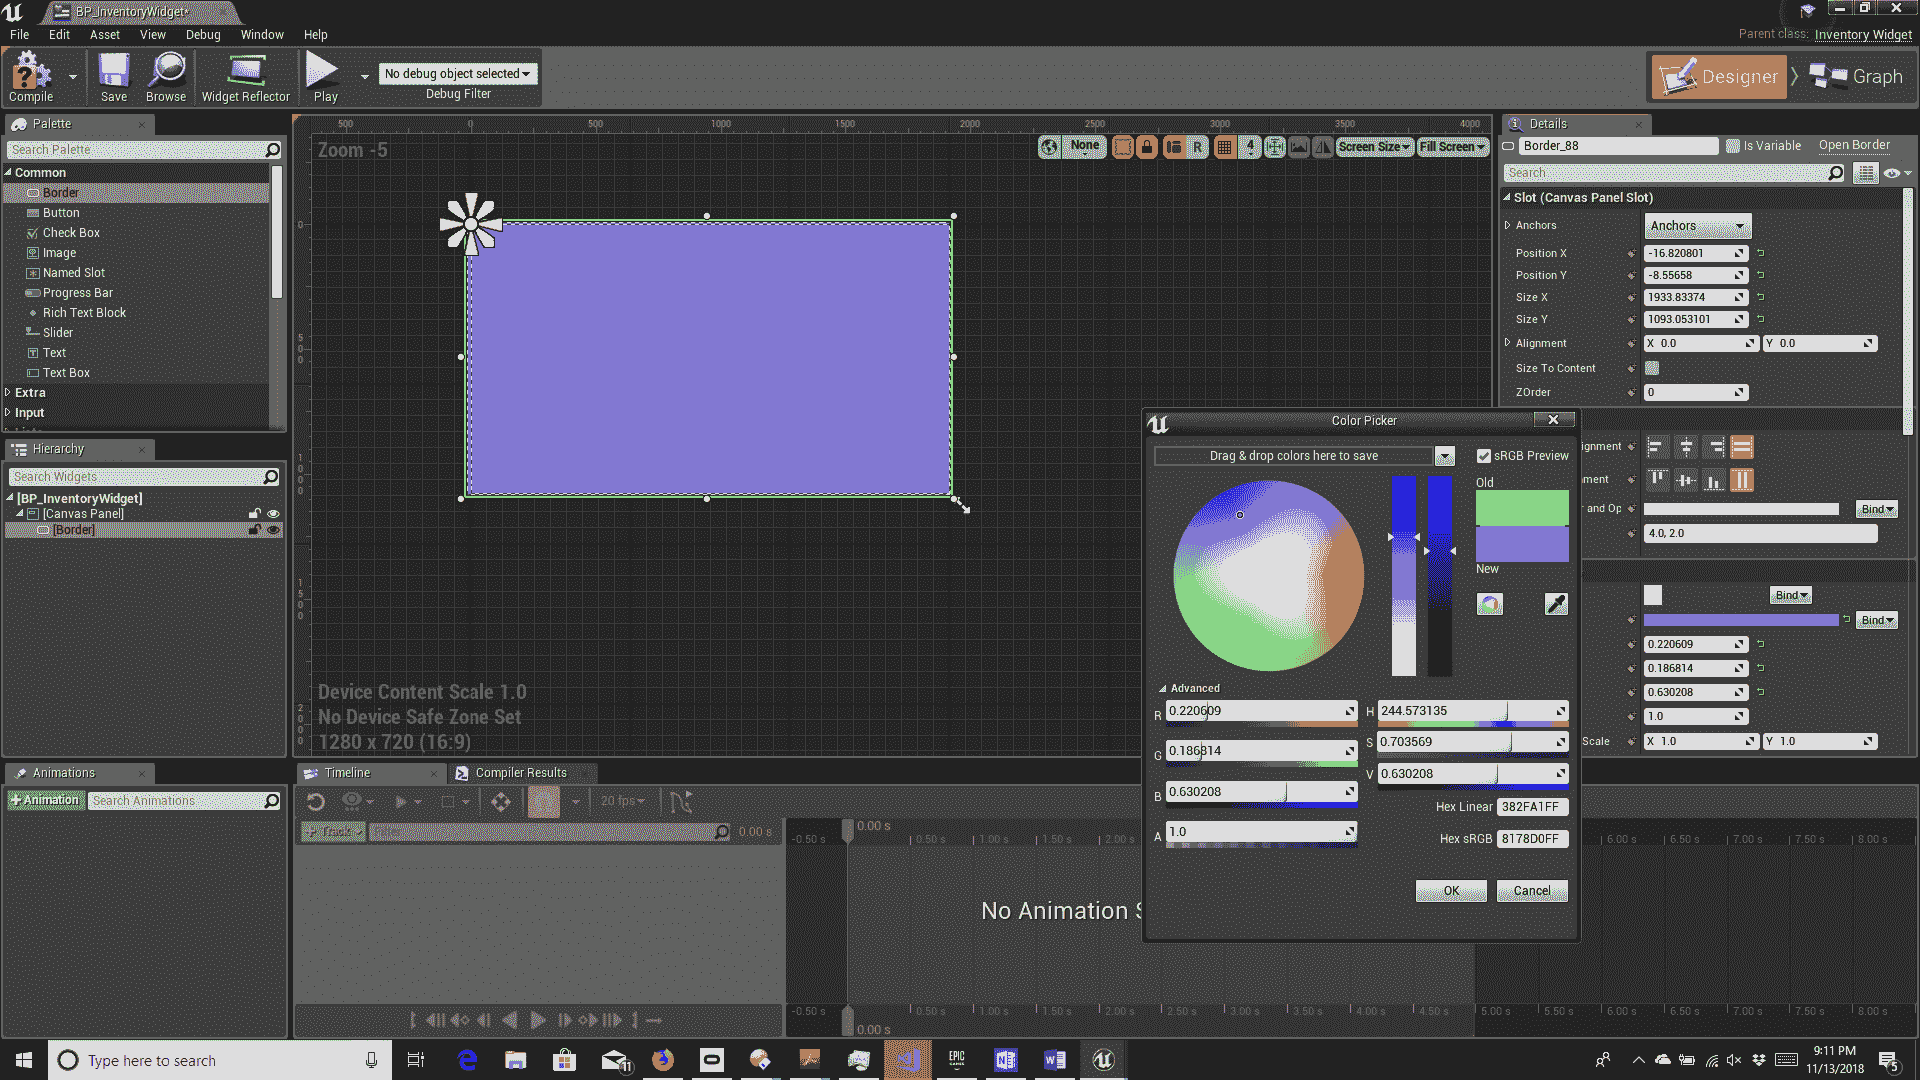 BP_InventoryWidget*
File Edit Asset View Debug Window Help
Parent class: Inventory Widget
Compile Save Browse Widget Reflector Play
No debug object selected
Debug Filter
Designer Graph
Palette
Search Palette
Common
Border
Button
Check Box
Image
Named Slot
Progress Bar
Rich Text Block
Slider
Text
Text Box
Extra
Input
Hierarchy
Search Widgets
[BP_InventoryWidget]
[Canvas Panel]
[Border]
Animations
+Animation Search Animations
500 0 500 1000 1500 2000 2500 3000 3500 4000
Zoom -5
None R 4 Screen Size Fill Screen
0
500
1000
1500
2000
Device Content Scale 1.0
No Device Safe Zone Set
1280 x 720 (16:9)
Details
Border_88 Is Variable Open Border
Search
Slot (Canvas Panel Slot)
Anchors Anchors
Position X -16.820801
Position Y -8.55658
Size X 1933.83374
Size Y 1093.053101
Alignment X 0.0 Y 0.0
Size To Content
ZOrder 0
ignment
ment
r and Op Bind
4.0, 2.0
Bind
Bind
0.220609
0.186814
0.630208
1.0
Scale X 1.0 Y 1.0
Color Picker
Drag & drop colors here to save
sRGB Preview
Old
New
Advanced
R 0.220609 H 244.573135
G 0.186814 S 0.703569
B 0.630208 V 0.630208
A 1.0
Hex Linear 382FA1FF
Hex sRGB 8178D0FF
OK Cancel
Timeline Compiler Results
20 fps
+ Track Filter 0.00 s
-0.50 s 0.00 s 0.50 s 1.00 s 1.50 s 2.00 s 6.00 s 6.50 s 7.00 s 7.50 s 8.00 s
No Animation S
-0.50 s 0.00 s 0.50 s 1.00 s 1.50 s 2.00 s 2.50 s 3.00 s 3.50 s 4.00 s 4.50 s 5.00 s 5.50 s 6.00 s 6.50 s 7.00 s 7.50 s 8.00 s
Type here to search
11
EPIC
GAMES
N
W
9:11 PM
11/13/2018
5